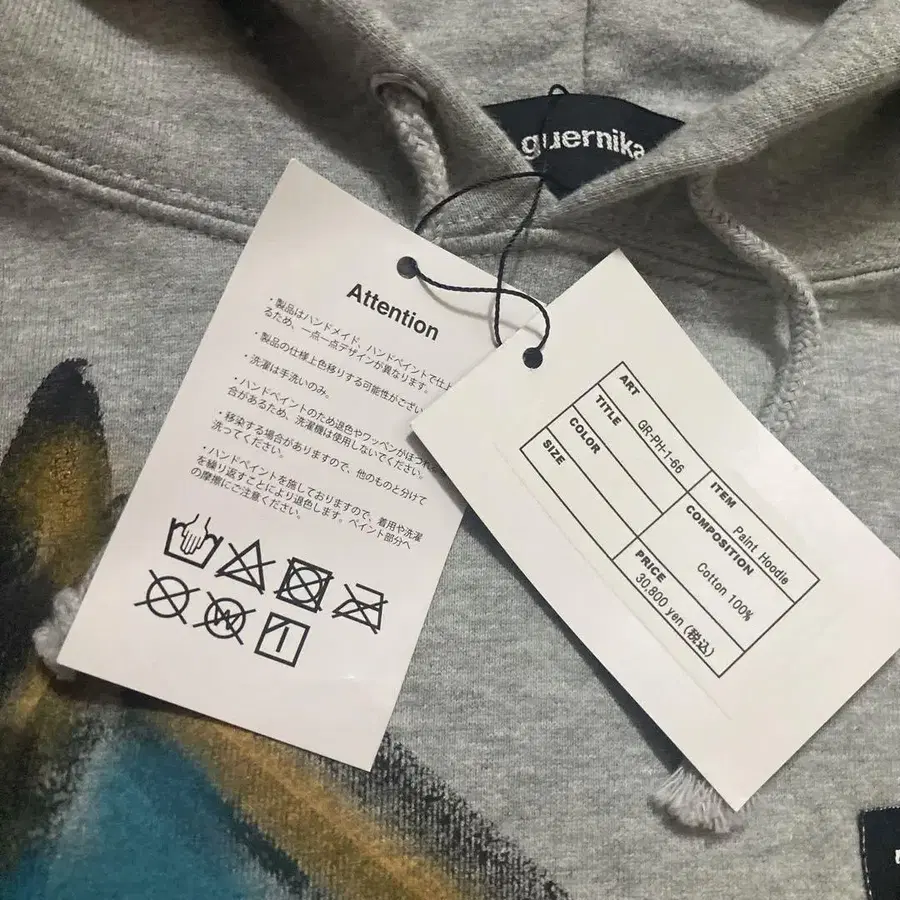 guernika
Attention
・製品はハンドメイド、ハンドペイントで仕上
るため、一点一点デザインが異なります。
・製品の仕様上色移りする可能性がござい
・洗濯は手洗いのみ。
・ハンドペイントのため退色やワッペンがほつれ
合があるため、洗濯機は使用しないでください。
・移染する場合がありますので、他のものと分けて
洗ってください。
・ハンドペイントを施しておりますので、着用や洗濯
を繰り返すことにより退色します。ペイント部分へ
の摩擦にご注意ください。
W
ART GR-PH-1-66 ITEM Paint Hoodie
TITLE COMPOSITION Cotton 100%
COLOR
SIZE PRICE 30,800 yen (税込)